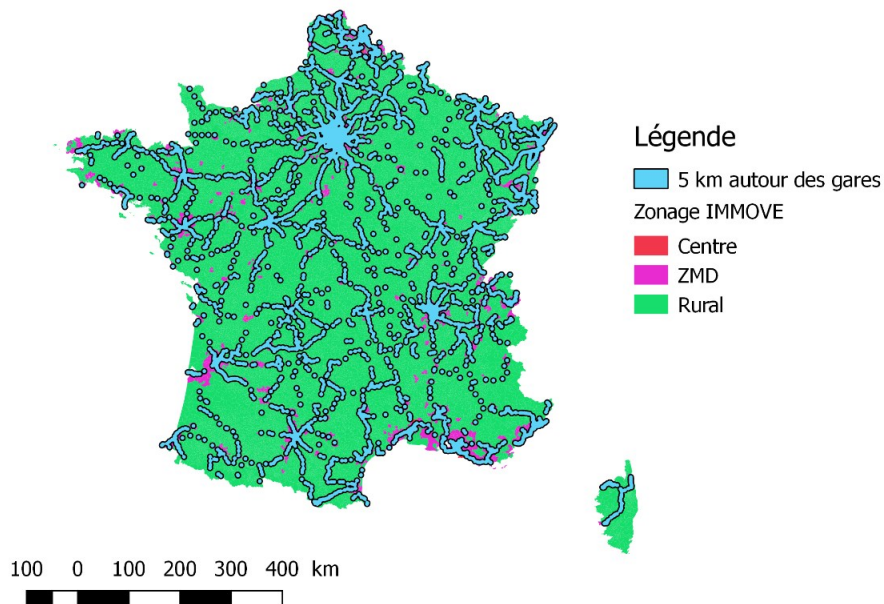 Légende
5 km autour des gares
Zonage IMMOVE
Centre
ZMD
Rural
100 0 100 200 300 400 km